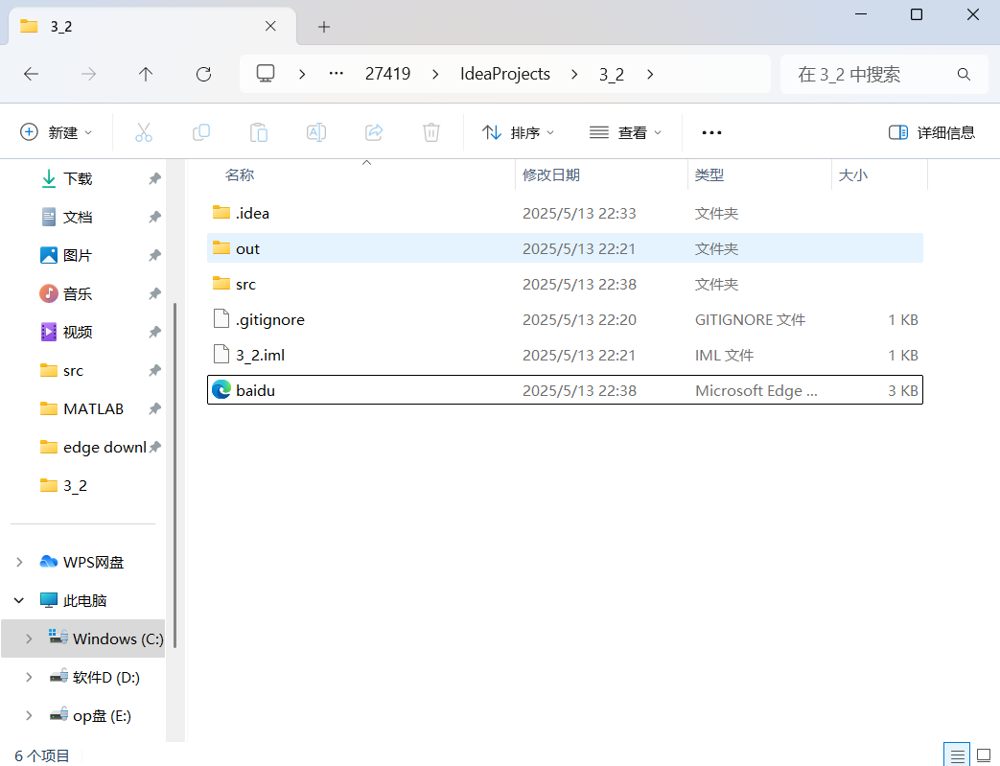 3_2
27419 IdeaProjects 3_2
在 3_2 中搜索
新建 排序 查看 详细信息
名称 修改日期 类型 大小
.idea 2025/5/13 22:33 文件夹
out 2025/5/13 22:21 文件夹
src 2025/5/13 22:38 文件夹
.gitignore 2025/5/13 22:20 GITIGNORE 文件 1 KB
3_2.iml 2025/5/13 22:21 IML 文件 1 KB
baidu 2025/5/13 22:38 Microsoft Edge ... 3 KB
下载
文档
图片
音乐
视频
src
MATLAB
edge downl
3_2
WPS网盘
此电脑
Windows (C:)
软件D (D:)
op盘 (E:)
6 个项目